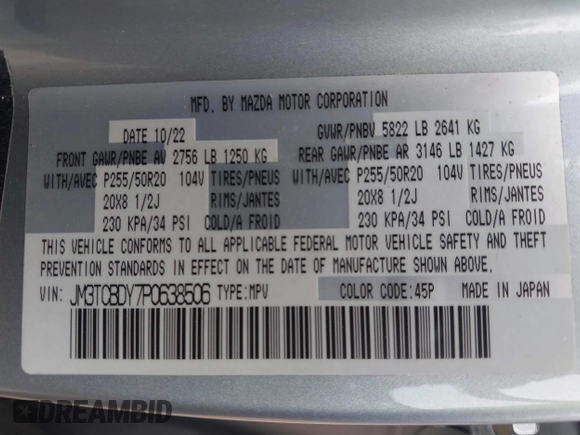 MFD. BY MAZDA MOTOR CORPORATION
DATE 10/22 GVWR/PNBV 5822 LB 2641 KG
FRONT GAWR/PNBE AV 2756 LB 1250 KG REAR GAWR/PNBE AR 3146 LB 1427 KG
WITH/AVEC P255/50R20 104V TIRES/PNEUS WITH/AVEC P255/50R20 104V TIRES/PNEUS
20X8 1/2J RIMS/JANTES 20X8 1/2J RIMS/JANTES
230 KPA/34 PSI COLD/A FROID 230 KPA/34 PSI COLD/A FROID
THIS VEHICLE CONFORMS TO ALL APPLICABLE FEDERAL MOTOR VEHICLE SAFETY AND THEFT
PREVENTION STANDARDS IN EFFECT ON THE DATE OF MANUFACTURE SHOWN ABOVE.
VIN: JM3TCBDY7P0638506 TYPE:MPV COLOR CODE:45P MADE IN JAPAN
DREAMBID